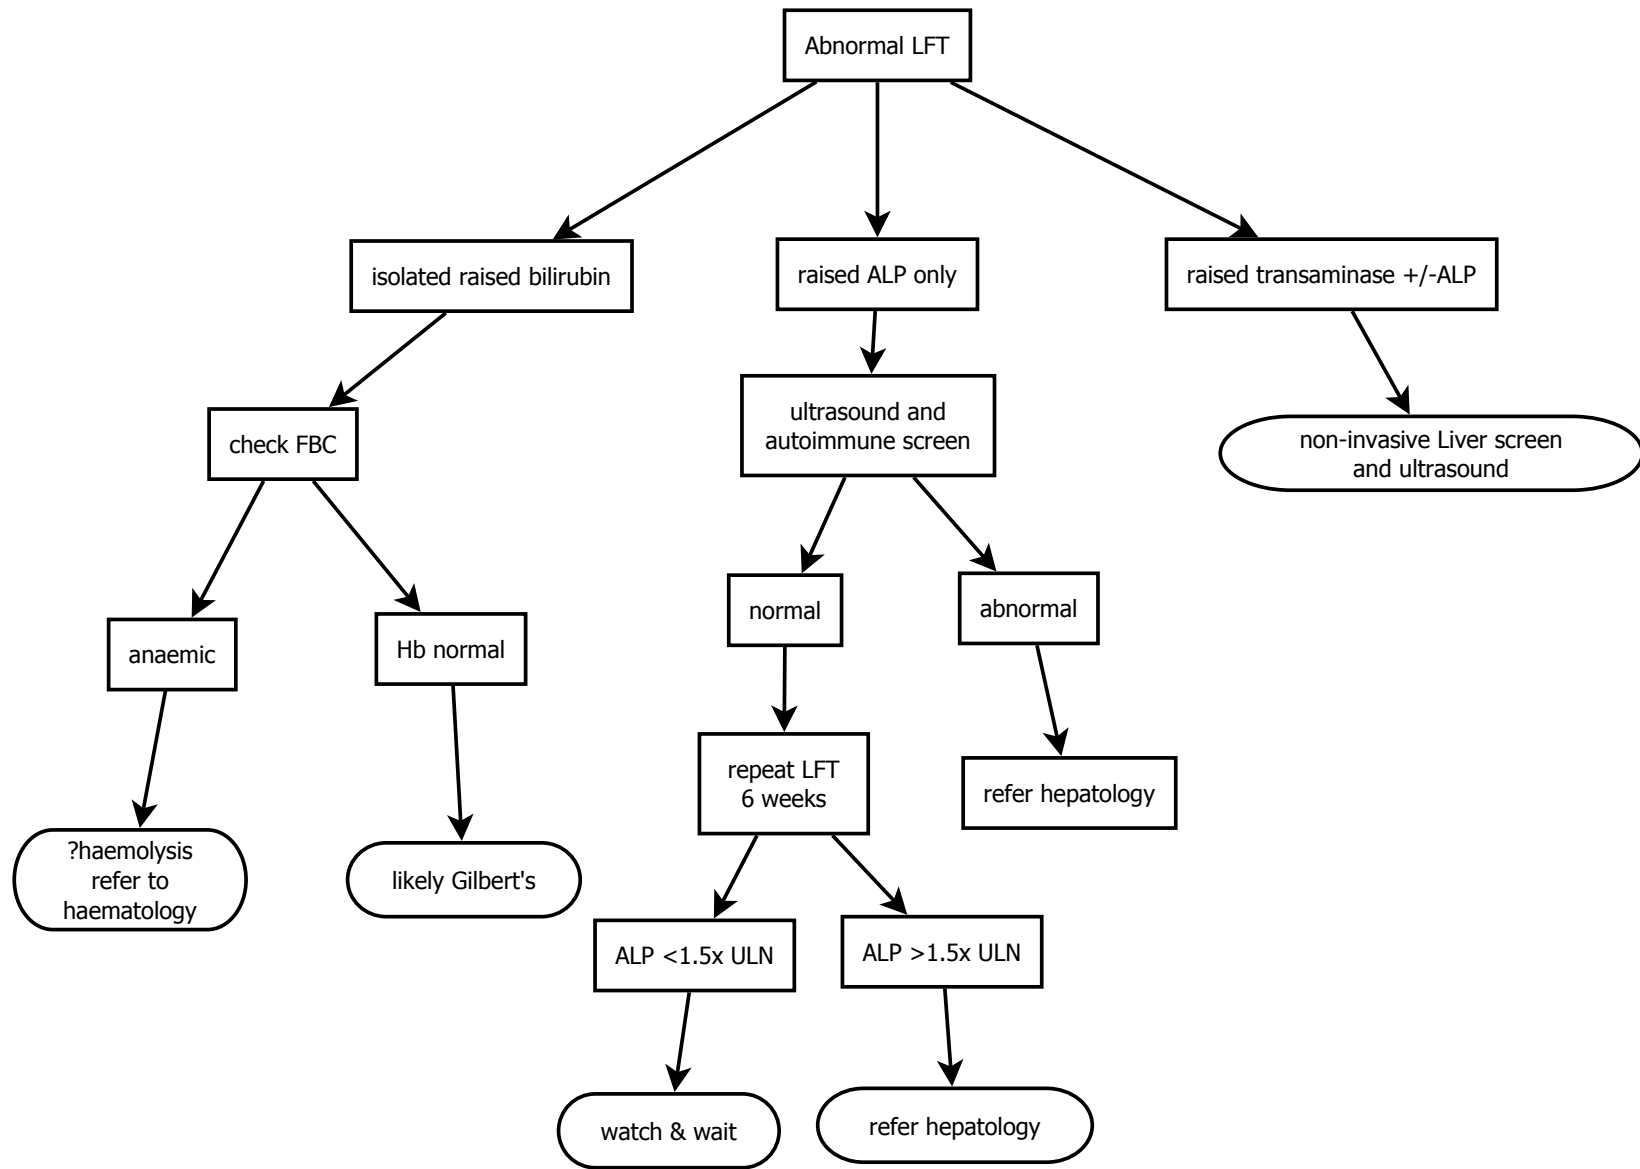 Abnormal LFT
isolated raised bilirubin
raised ALP only
raised transaminase +/-ALP
check FBC
ultrasound and
autoimmune screen
non-invasive Liver screen
and ultrasound
anaemic
Hb normal
normal
abnormal
repeat LFT
6 weeks
refer hepatology
?haemolysis
refer to
haematology
likely Gilbert's
ALP <1.5x ULN
ALP >1.5x ULN
watch & wait
refer hepatology